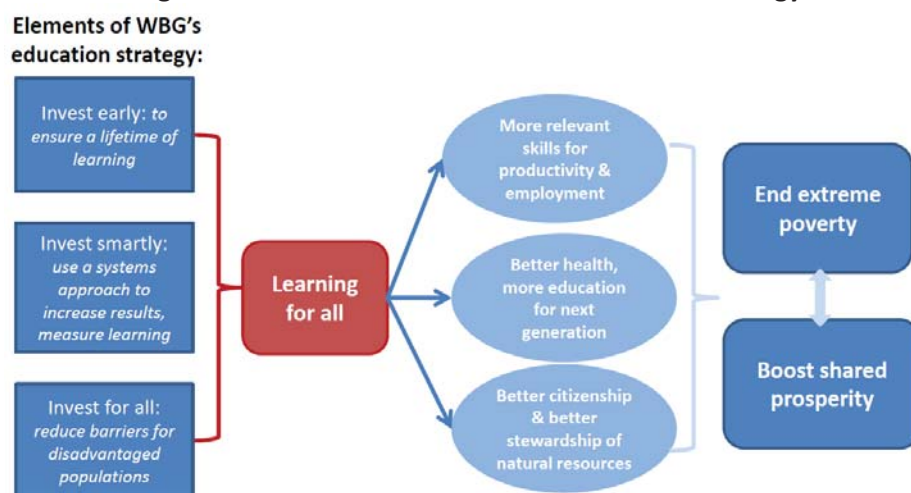 Elements of WBG's
education strategy:
Invest early: to
ensure a lifetime of
learning
Invest smartly:
use a systems
approach to
increase results,
measure learning
Invest for all:
reduce barriers for
disadvantaged
populations
Learning
for all
More relevant
skills for
productivity &
employment
Better health,
more education
for next
generation
Better citizenship
& better
stewardship of
natural resources
End extreme
poverty
Boost shared
prosperity